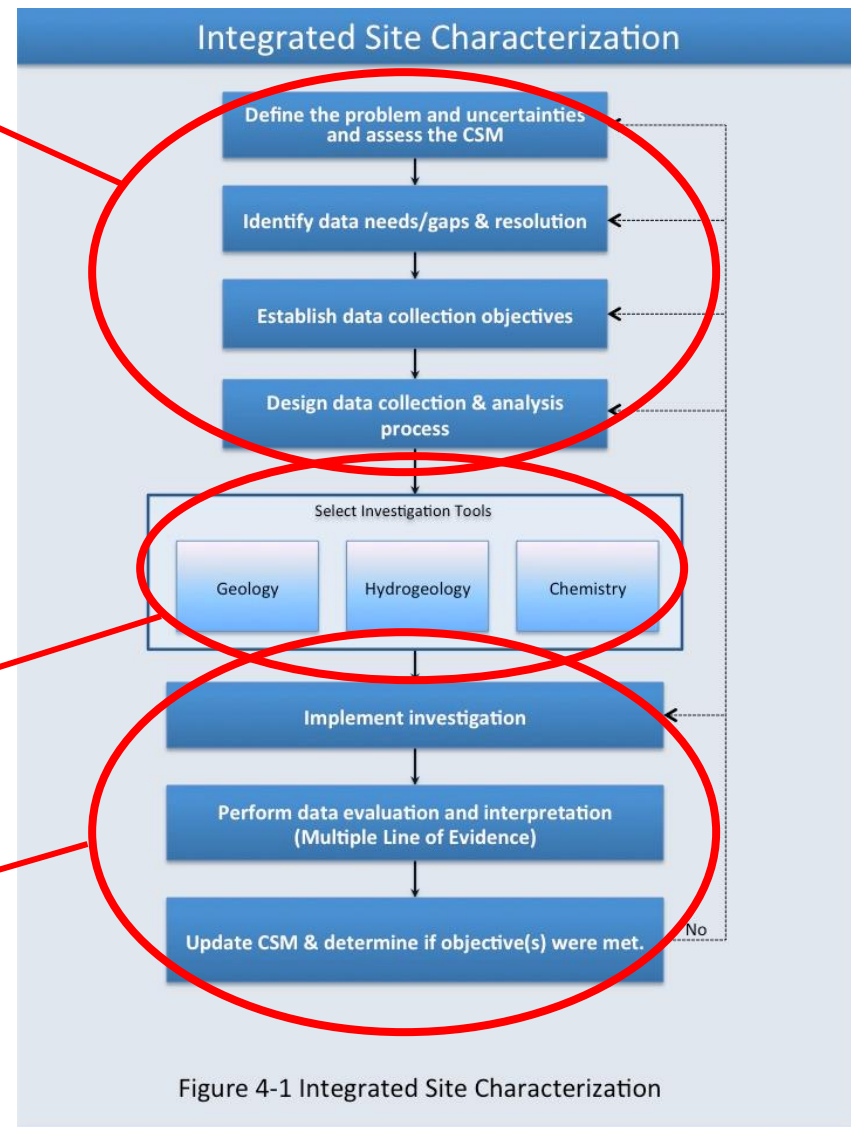 Integrated Site Characterization
Define the problem and uncertainties
and assess the CSM
Identify data needs/gaps & resolution
Establish data collection objectives
Design data collection & analysis
process
Select Investigation Tools
Geology
Hydrogeology
Chemistry
Implement investigation
Perform data evaluation and interpretation
(Multiple Line of Evidence)
Update CSM & determine if objective(s) were met.
No
Figure 4-1 Integrated Site Characterization